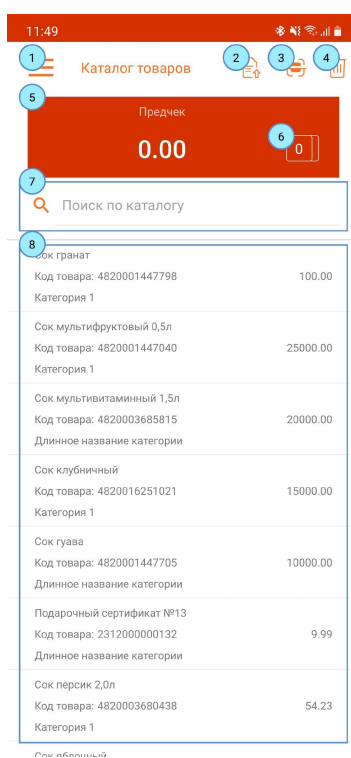 11:49
1
Каталог товаров
2
3
4
5
Предчек
0.00
6
0
7
Поиск по каталогу
8
Сок гранат
Код товара: 4820001447798 100.00
Категория 1
Сок мультифруктовый 0,5л
Код товара: 4820001447040 25000.00
Категория 1
Сок мультивитаминный 1,5л
Код товара: 4820003685815 20000.00
Длинное название категории
Сок клубничный
Код товара: 4820016251021 15000.00
Категория 1
Сок гуава
Код товара: 4820001447705 10000.00
Длинное название категории
Подарочный сертификат №13
Код товара: 2312000000132 9.99
Длинное название категории
Сок персик 2,0л
Код товара: 4820003680438 54.23
Категория 1
Сок яблочный